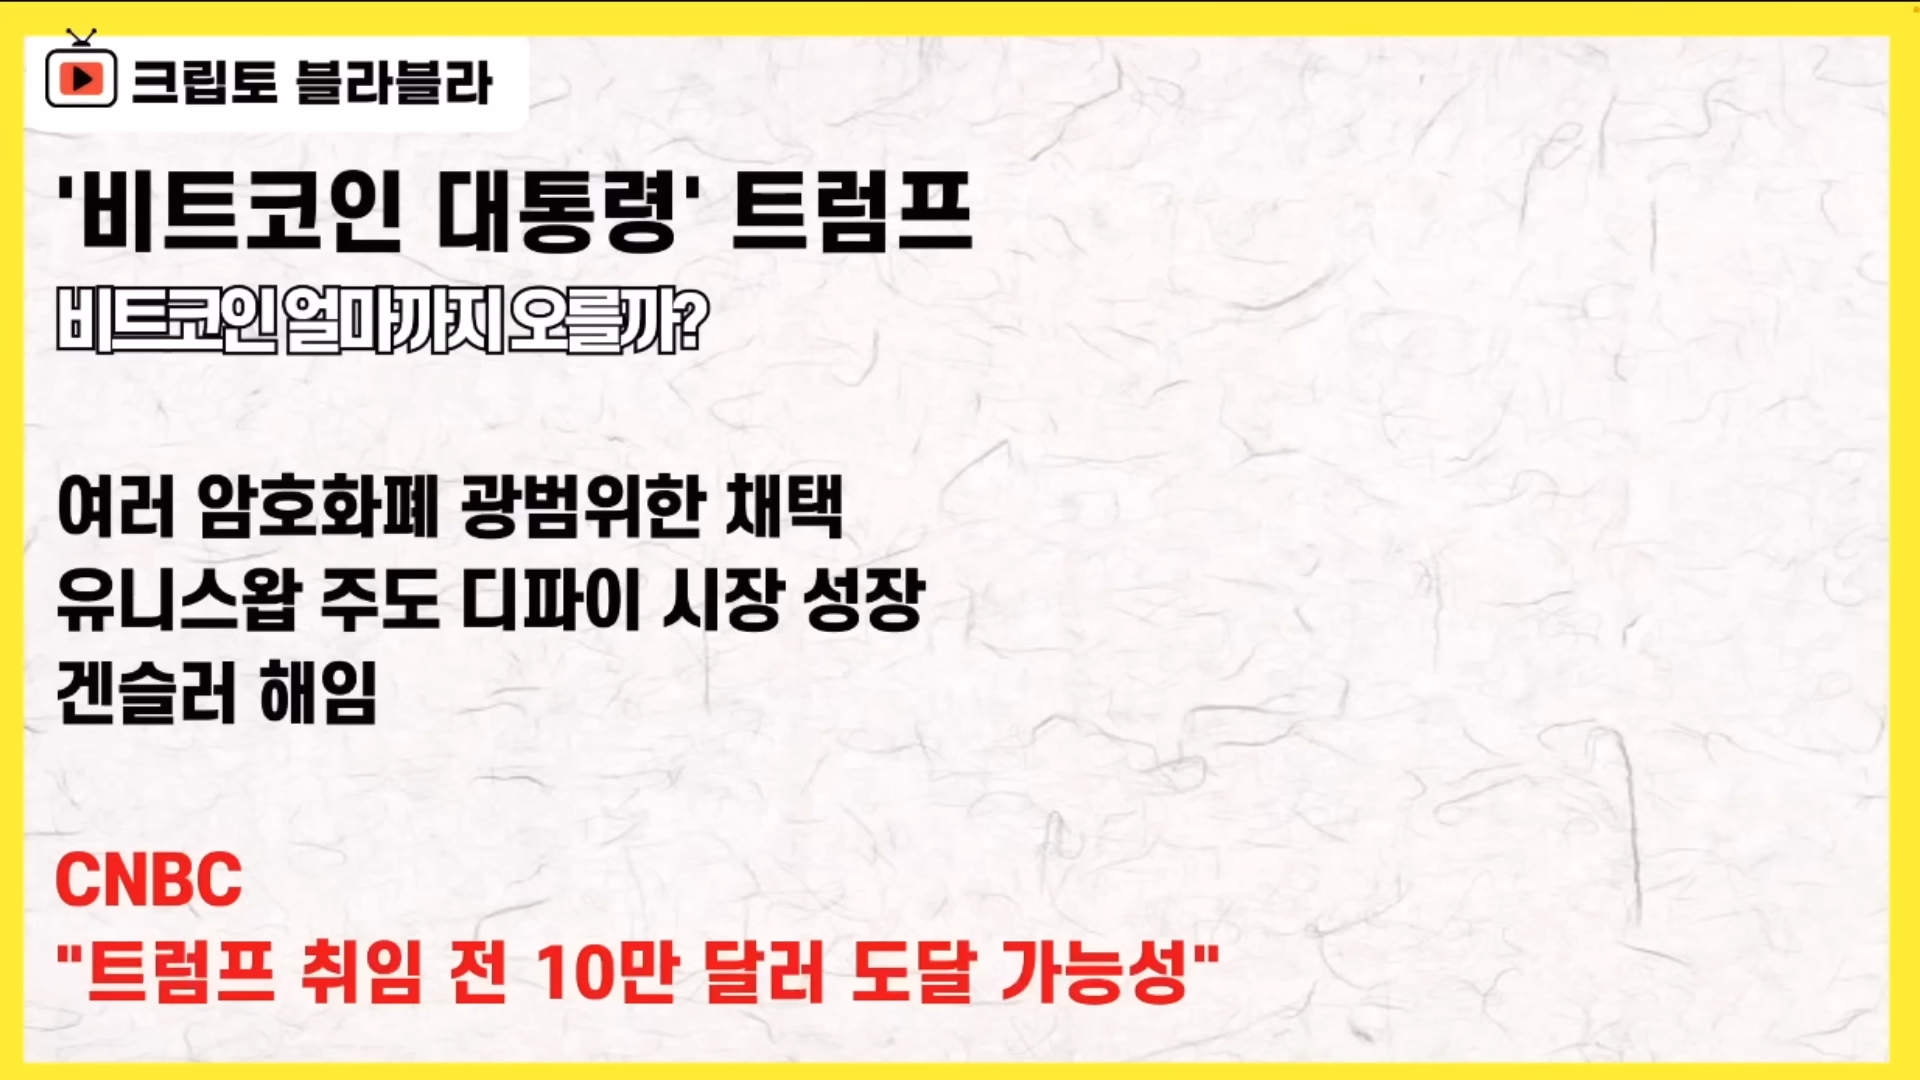 크립토 블라블라
'비트코인 대통령' 트럼프
비트코인 얼마까지 오를까?
여러 암호화폐 광범위한 채택
유니스왑 주도 디파이 시장 성장
겐슬러 해임
CNBC
"트럼프 취임 전 10만 달러 도달 가능성"